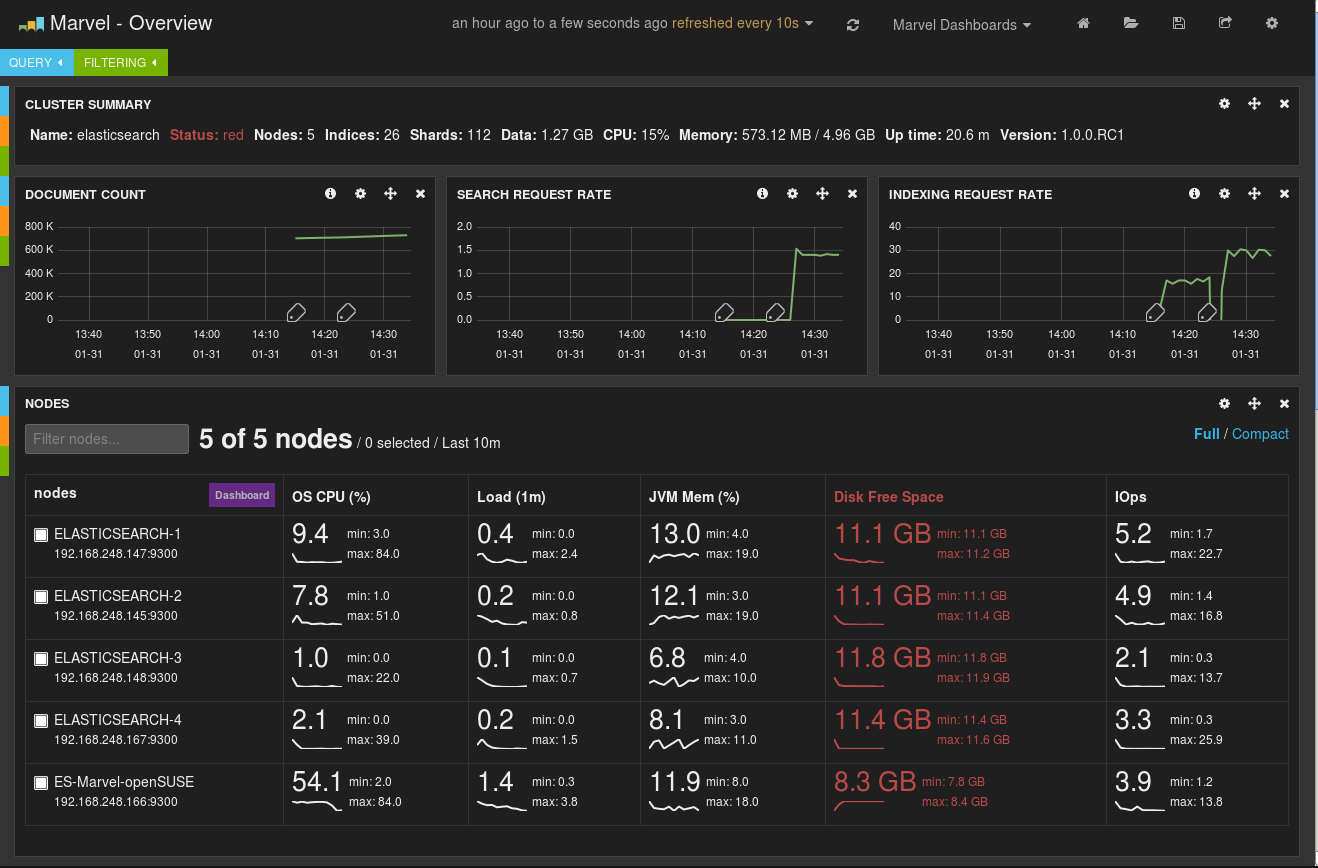 Marvel - Overview an hour ago to a few seconds ago refreshed every 10s Marvel Dashboards
QUERY FILTERING
CLUSTER SUMMARY
Name: elasticsearch Status: red Nodes: 5 Indices: 26 Shards: 112 Data: 1.27 GB CPU: 15% Memory: 573.12 MB / 4.96 GB Up time: 20.6 m Version: 1.0.0.RC1
DOCUMENT COUNT
800 K
600 K
400 K
200 K
0
13:40 13:50 14:00 14:10 14:20 14:30
01-31 01-31 01-31 01-31 01-31 01-31
SEARCH REQUEST RATE
2.0
1.5
1.0
0.5
0.0
13:40 13:50 14:00 14:10 14:20 14:30
01-31 01-31 01-31 01-31 01-31 01-31
INDEXING REQUEST RATE
40
30
20
10
0
13:40 13:50 14:00 14:10 14:20 14:30
01-31 01-31 01-31 01-31 01-31 01-31
NODES
Filter nodes... 5 of 5 nodes / 0 selected / Last 10m Full / Compact
nodes Dashboard OS CPU (%) Load (1m) JVM Mem (%) Disk Free Space IOps
ELASTICSEARCH-1 9.4 min: 3.0 0.4 min: 0.0 13.0 min: 4.0 11.1 GB min: 11.1 GB 5.2 min: 1.7
192.168.248.147:9300 max: 84.0 max: 2.4 max: 19.0 max: 11.2 GB max: 22.7
ELASTICSEARCH-2 7.8 min: 1.0 0.2 min: 0.0 12.1 min: 3.0 11.1 GB min: 11.1 GB 4.9 min: 1.4
192.168.248.145:9300 max: 51.0 max: 0.8 max: 19.0 max: 11.4 GB max: 16.8
ELASTICSEARCH-3 1.0 min: 0.0 0.1 min: 0.0 6.8 min: 4.0 11.8 GB min: 11.8 GB 2.1 min: 0.3
192.168.248.148:9300 max: 22.0 max: 0.7 max: 10.0 max: 11.9 GB max: 13.7
ELASTICSEARCH-4 2.1 min: 0.0 0.2 min: 0.0 8.1 min: 3.0 11.4 GB min: 11.4 GB 3.3 min: 0.3
192.168.248.167:9300 max: 39.0 max: 1.5 max: 11.0 max: 11.6 GB max: 25.9
ES-Marvel-openSUSE 54.1 min: 2.0 1.4 min: 0.3 11.9 min: 8.0 8.3 GB min: 7.8 GB 3.9 min: 1.2
192.168.248.166:9300 max: 84.0 max: 3.8 max: 18.0 max: 8.4 GB max: 13.8